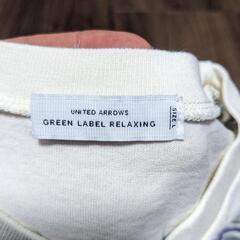 UNITED ARROWS
GREEN LABEL RELAXING
SIZE L